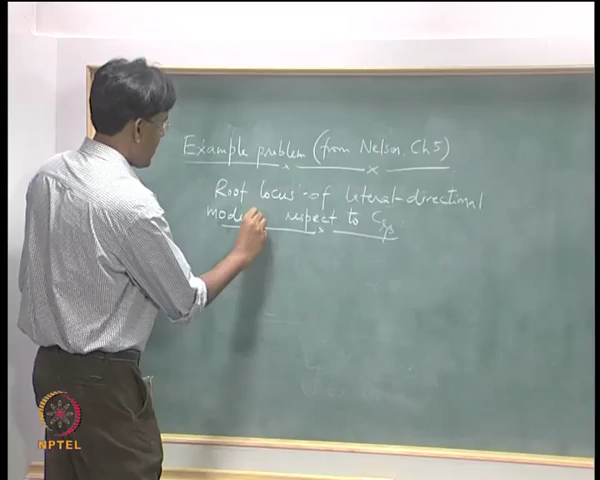 Example problem (from Nelson, Ch 5)
Root locus of lateral-directional
respect to
NPTEL